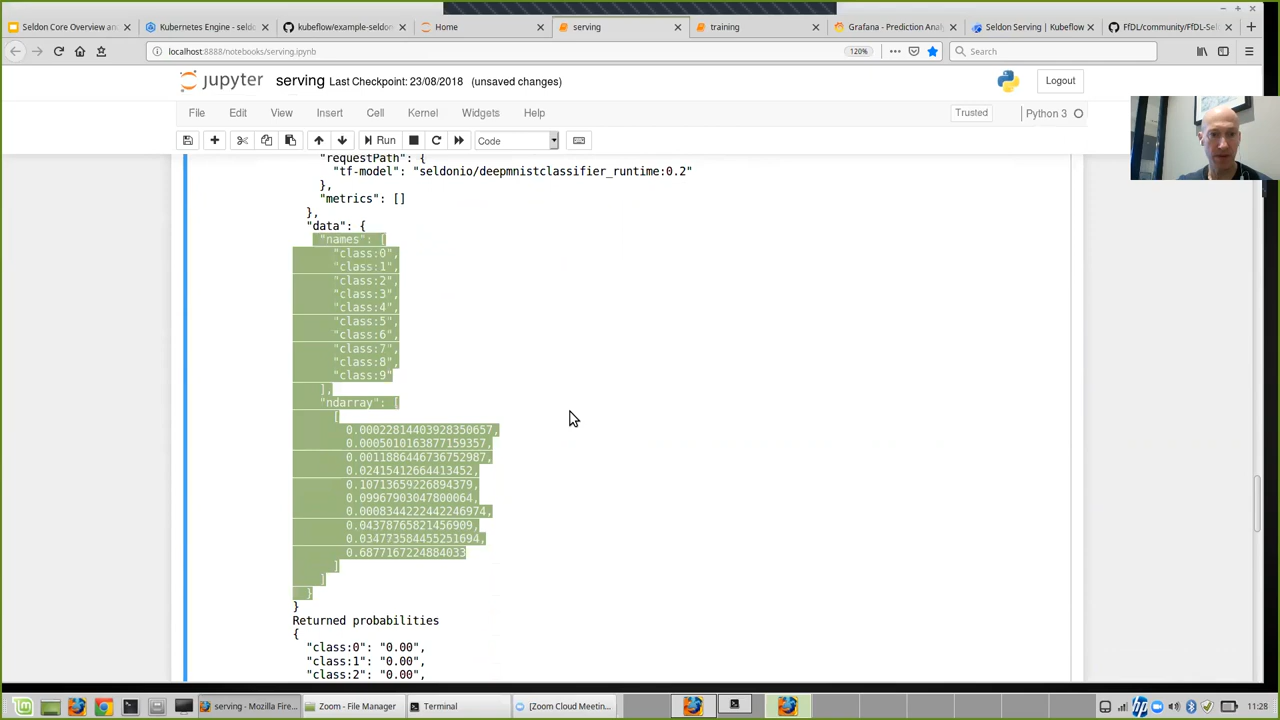 Seldon Core Overview an
Kubernetes Engine - seldo
kubeflow/example-seldon
Home
serving
training
Grafana - Prediction Anal
Seldon Serving | Kubeflow
FfDL/community/FfDL-Se
localhost:8888/notebooks/serving.ipynb
120%
Search
jupyter
serving Last Checkpoint: 23/08/2018 (unsaved changes)
Logout
File Edit View Insert Cell Kernel Widgets Help
Trusted
Python 3
Run
Code
"requestPath": {
"tf-model": "seldonio/deepmnistclassifier_runtime:0.2"
},
"metrics": []
},
"data": {
"names": [
"class:0",
"class:1",
"class:2",
"class:3",
"class:4",
"class:5",
"class:6",
"class:7",
"class:8",
"class:9"
],
"ndarray": [
[
0.00022814403928350657,
0.0005010163877159357,
0.0011886446736752987,
0.02415412664413452,
0.10713659226894379,
0.09967903047800064,
0.0008344222442246974,
0.04378765821456909,
0.034773584455251694,
0.6877167224884033
]
]
}
}
Returned probabilities
{
"class:0": "0.00",
"class:1": "0.00",
"class:2": "0.00",
serving - Mozilla Fire...
Zoom - File Manager
Terminal
[Zoom Cloud Meetin...
11:28